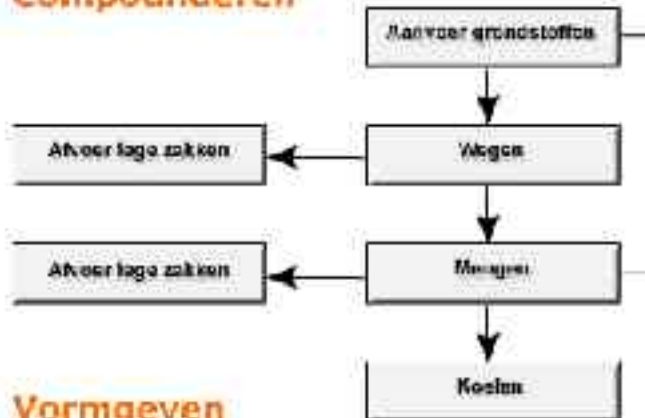 Compounderen
Aanvoer grondstoffen
Afvoer lege zakken
Wegen
Afvoer lege zakken
Mengen
Koelen
Vormgeven